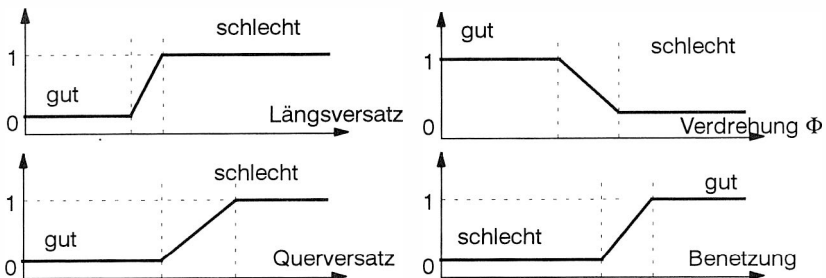 schlecht
1
gut
0
Längsversatz
gut
schlecht
1
0
Verdrehung Φ
schlecht
1
gut
0
Querversatz
gut
1
schlecht
0
Benetzung